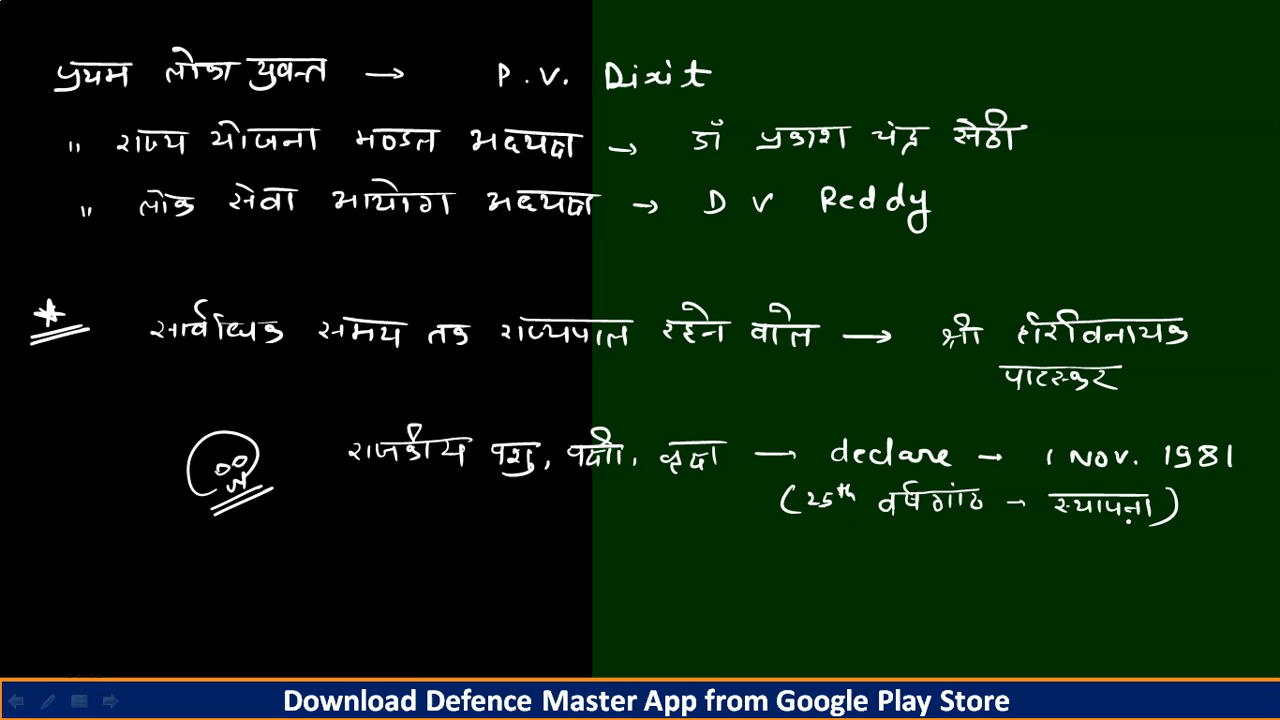 प्रथम लोकायुक्त → P.V. Dixit
" राज्य योजना मण्डल अध्यक्ष → डॉ प्रकाश चंद्र सेठी
" लोक सेवा आयोग अध्यक्ष → D V Reddy
* सर्वाधिक समय तक राज्यपाल रहने वाले → श्री हरिविनायक
पाटस्कर
राजकीय पशु, पक्षी, वृक्ष — declare → 1 Nov. 1981
(25th वर्षगांठ → स्थापना)
Download Defence Master App from Google Play Store